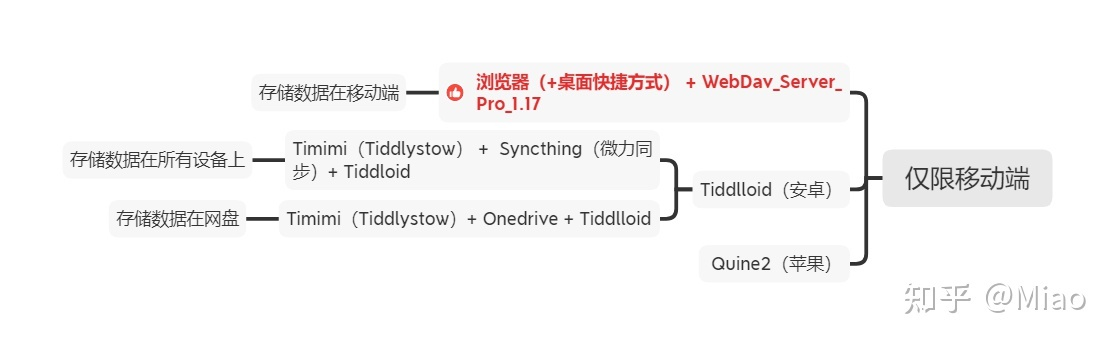 存储数据在移动端
浏览器（+桌面快捷方式） + WebDav_Server_
Pro_1.17
存储数据在所有设备上
Timimi（Tiddlystow） + Syncthing（微力同
步）+ Tiddloid
Tiddlloid（安卓）
仅限移动端
存储数据在网盘
Timimi（Tiddlystow）+ Onedrive + Tiddlloid
Quine2（苹果）
知乎 @Miao